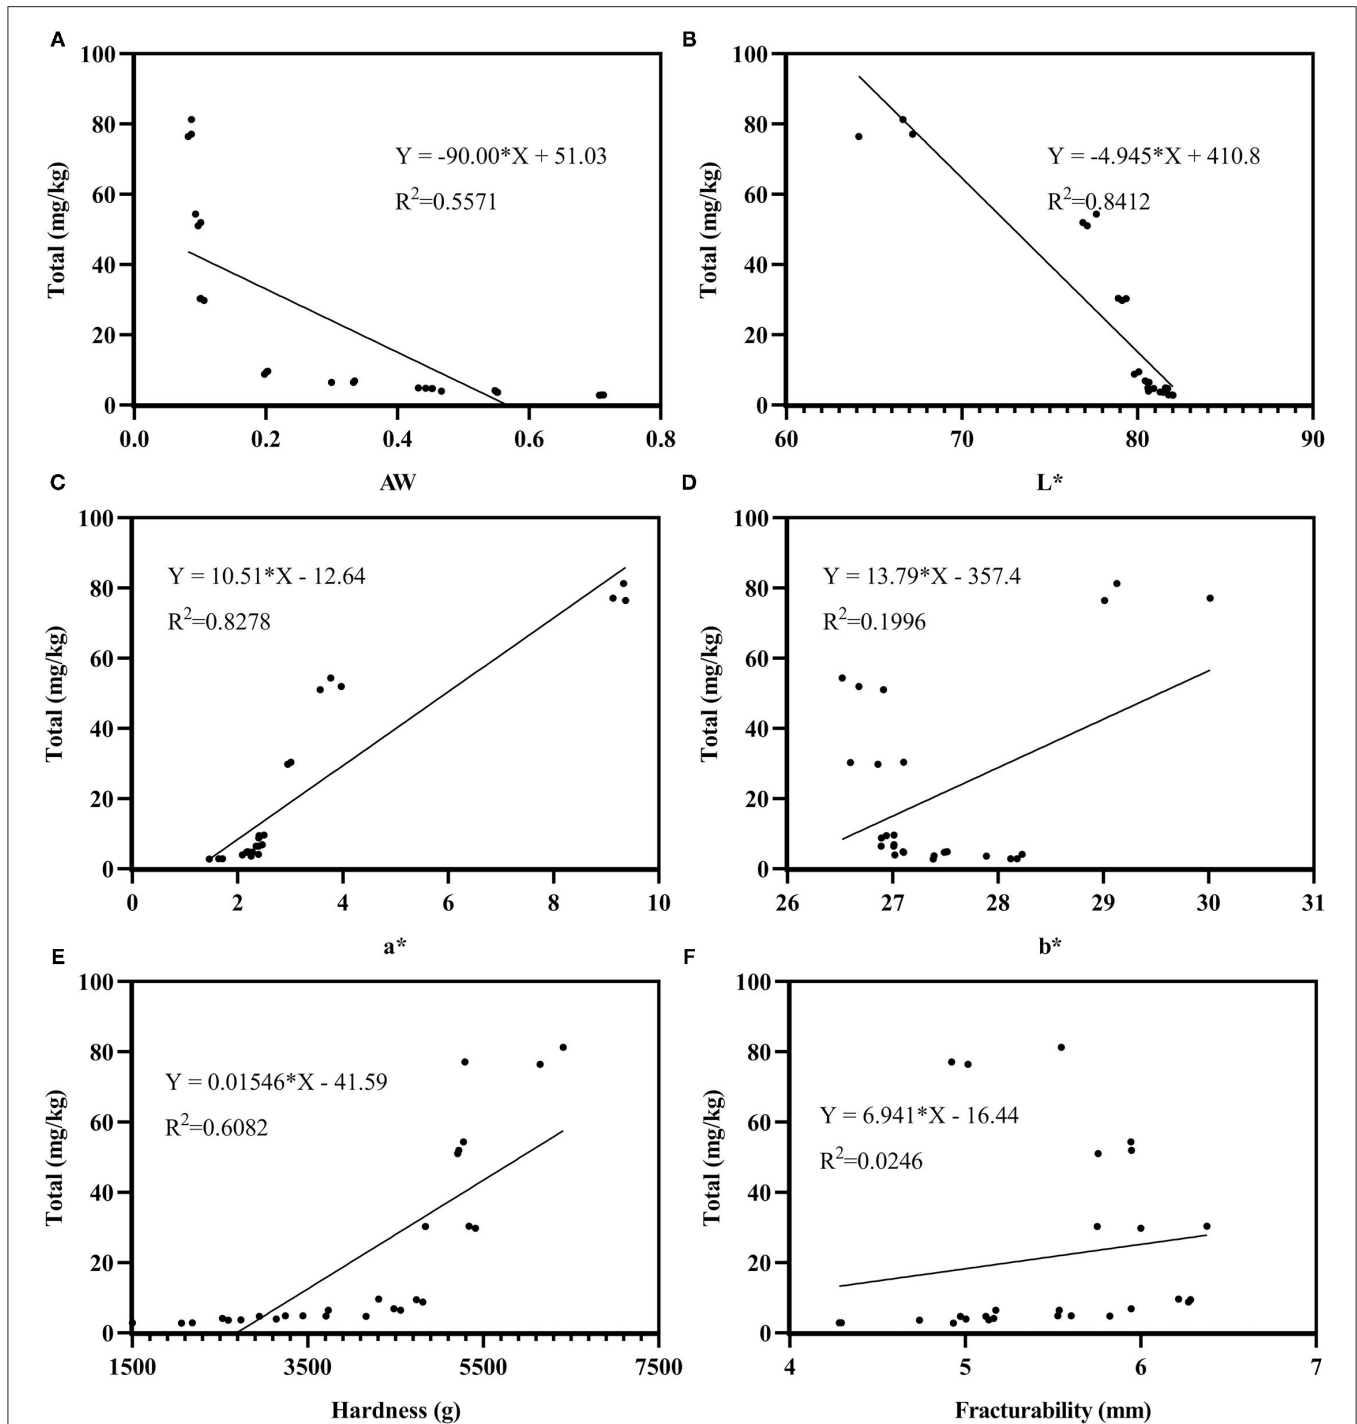 A
B
100
80
60
40
20
0
Total (mg/kg)
Y = -90.00*X + 51.03
R2=0.5571
0.0 0.2 0.4 0.6 0.8
AW
100
80
60
40
20
0
Total (mg/kg)
Y = -4.945*X + 410.8
R2=0.8412
60 70 80 90
L*
C
D
100
80
60
40
20
0
Total (mg/kg)
Y = 10.51*X - 12.64
R2=0.8278
0 2 4 6 8 10
a*
100
80
60
40
20
0
Total (mg/kg)
Y = 13.79*X - 357.4
R2=0.1996
26 27 28 29 30 31
b*
E
F
100
80
60
40
20
0
Total (mg/kg)
Y = 0.01546*X - 41.59
R2=0.6082
1500 3500 5500 7500
Hardness (g)
100
80
60
40
20
0
Total (mg/kg)
Y = 6.941*X - 16.44
R2=0.0246
4 5 6 7
Fracturability (mm)